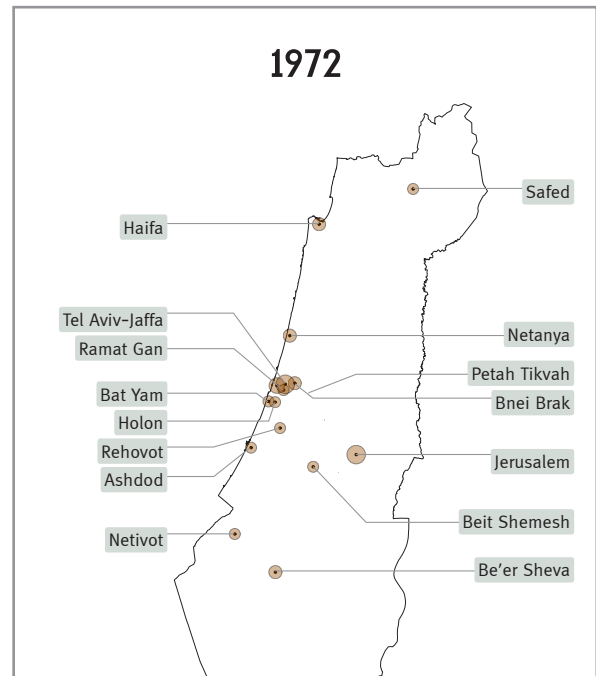 1972
Safed
Haifa
Tel Aviv-Jaffa
Netanya
Ramat Gan
Petah Tikvah
Bat Yam
Bnei Brak
Holon
Rehovot
Jerusalem
Ashdod
Beit Shemesh
Netivot
Be’er Sheva